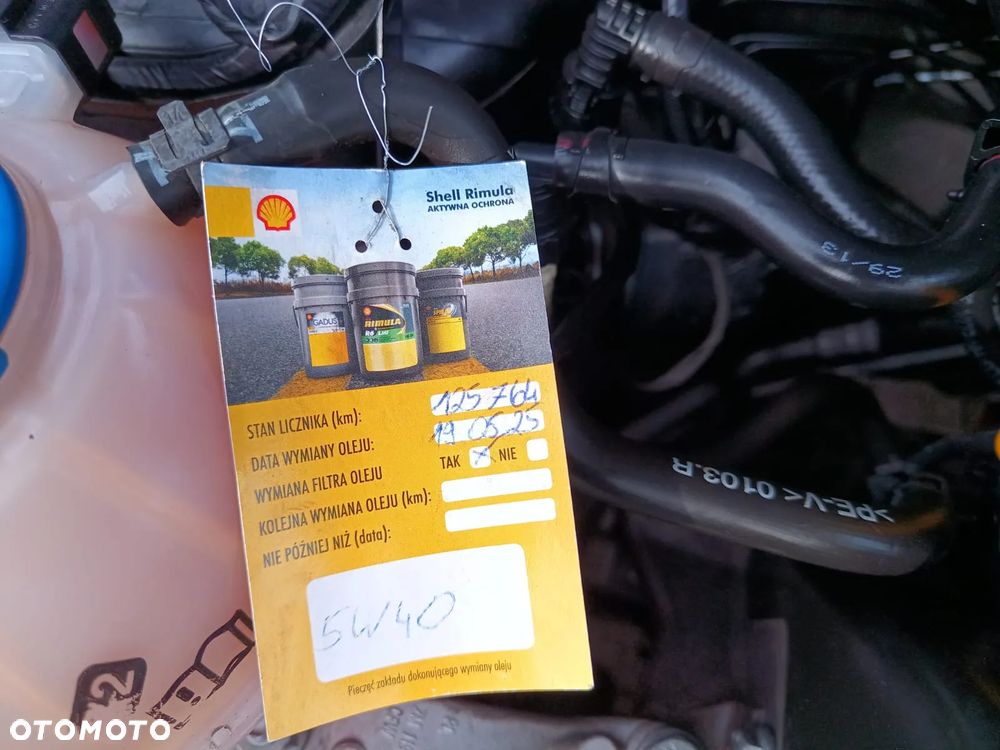 Shell Rimula
AKTYWNA OCHRONA
GADUS
RIMULA
R6
STAN LICZNIKA (km): 125 764
DATA WYMIANY OLEJU: 19 05.25
WYMIANA FILTRA OLEJU TAK x NIE
KOLEJNA WYMIANA OLEJU (km):
NIE PÓŹNIEJ NIŻ (data):
5W40
Pieczęć zakładu dokonującego wymiany oleju
29-13
>PE-V< 0103.R
OTOMOTO